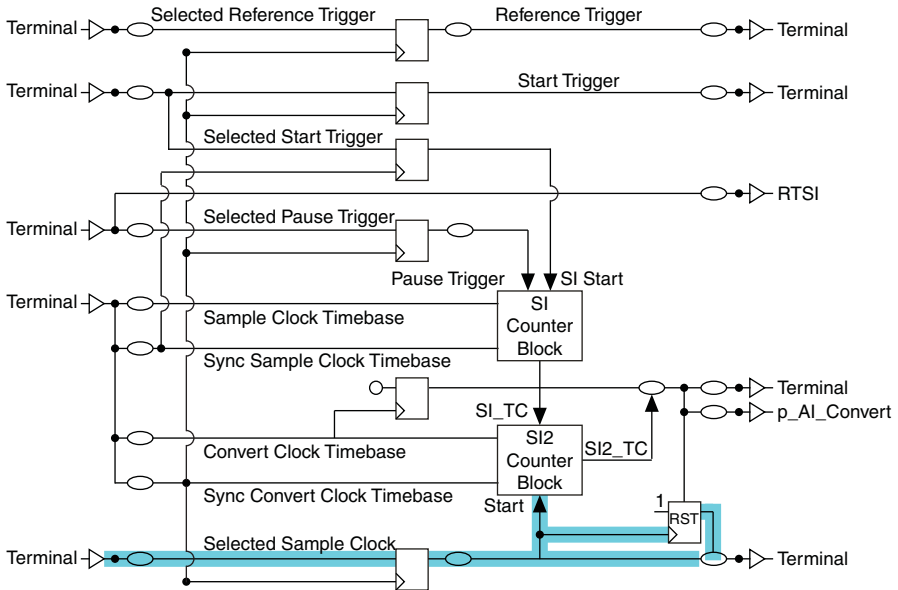 Selected Reference Trigger
Reference Trigger
Terminal
Terminal
Start Trigger
Terminal
Terminal
Selected Start Trigger
RTSI
Selected Pause Trigger
Terminal
Pause Trigger
SI Start
Terminal
SI
Counter
Block
Sample Clock Timebase
Sync Sample Clock Timebase
Terminal
SI_TC
p_AI_Convert
SI2
Counter
Block
SI2_TC
Convert Clock Timebase
Sync Convert Clock Timebase
Start
1
RST
Selected Sample Clock
Terminal
Terminal